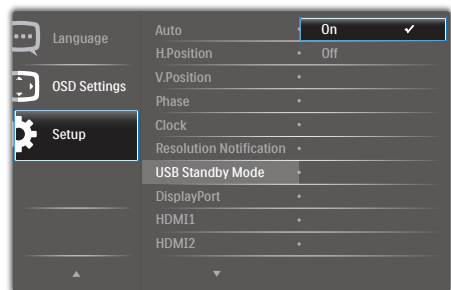 Language
OSD Settings
Setup
Auto
H.Position
V.Position
Phase
Clock
Resolution Notification
USB Standby Mode
DisplayPort
HDMI1
HDMI2
On
Off